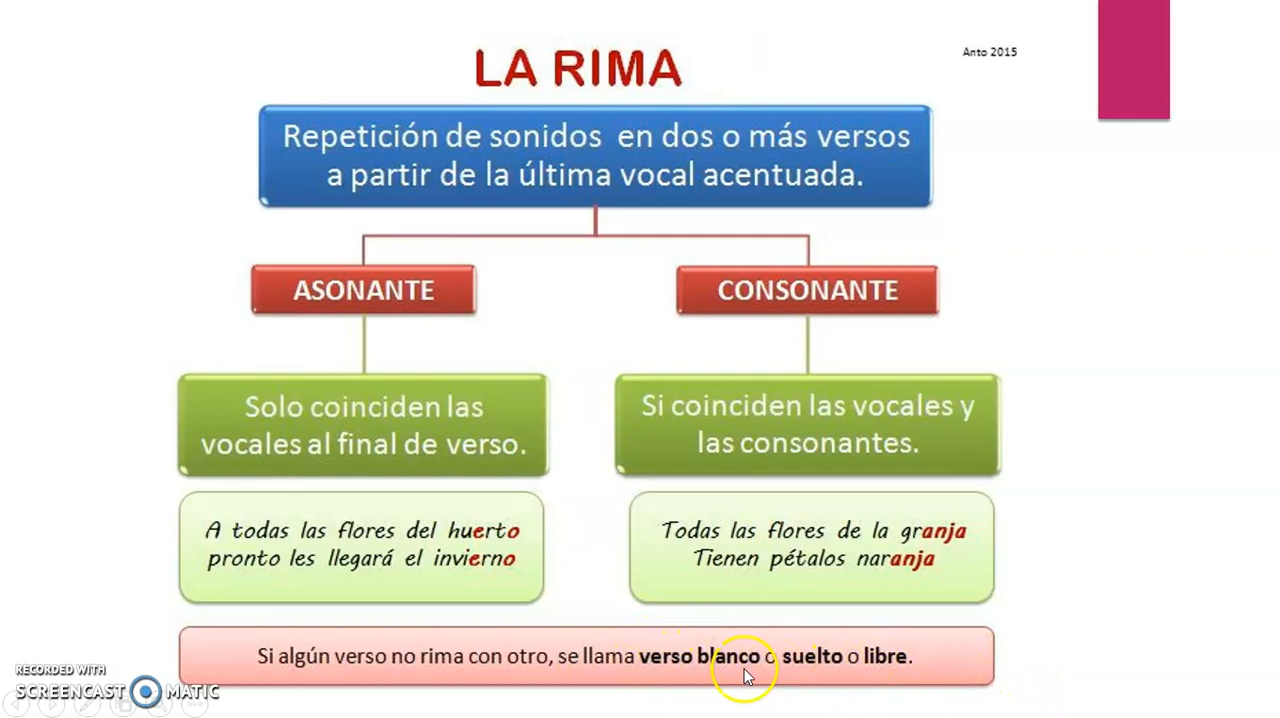 LA RIMA
Anto 2015
Repetición de sonidos en dos o más versos
a partir de la última vocal acentuada.
ASONANTE
CONSONANTE
Solo coinciden las
vocales al final de verso.
Si coinciden las vocales y
las consonantes.
A todas las flores del huerto
pronto les llegará el invierno
Todas las flores de la granja
Tienen pétalos naranja
Si algún verso no rima con otro, se llama verso blanco o suelto o libre.
RECORDED WITH
SCREENCAST MATIC